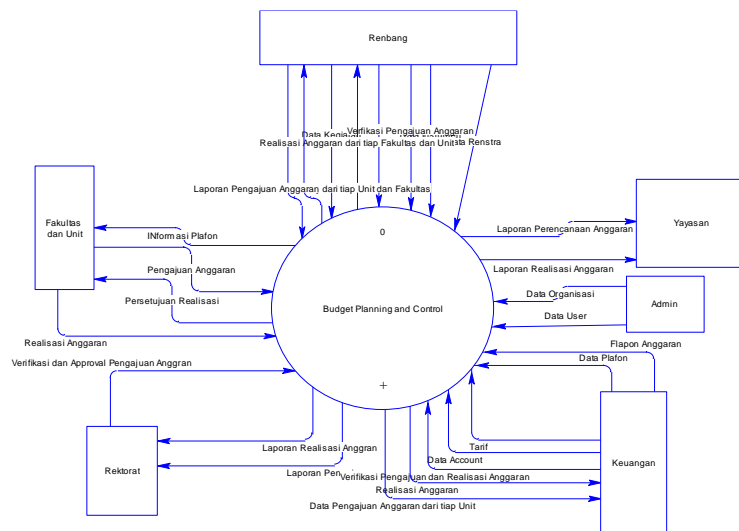 Renbang
Verfikasi Pengajuan Anggaran
Data Kegiatan
Realisasi Anggaran dari tiap Fakultas dan Unit
Data Renstra
Laporan Pengajuan Anggaran dari tiap Unit dan Fakultas
Fakultas
dan Unit
INformasi Plafon
Pengajuan Anggaran
Persetujuan Realisasi
Realisasi Anggaran
0
Budget Planning and Control
+
Laporan Perencanaan Anggaran
Yayasan
Laporan Realisasi Anggaran
Data Organisasi
Admin
Data User
Flapon Anggaran
Data Plafon
Verifikasi dan Approval Pengajuan Anggran
Rektorat
Laporan Realisasi Anggran
Laporan
Tarif
Keuangan
Data Account
Verifikasi Pengajuan dan Realisasi Anggaran
Realisasi Anggaran
Data Pengajuan Anggaran dari tiap Unit